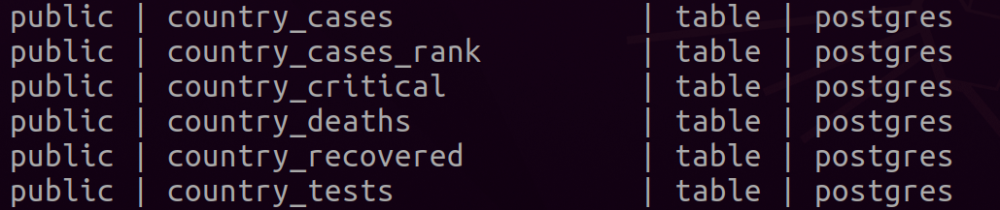 public | country_cases | table | postgres
public | country_cases_rank | table | postgres
public | country_critical | table | postgres
public | country_deaths | table | postgres
public | country_recovered | table | postgres
public | country_tests | table | postgres